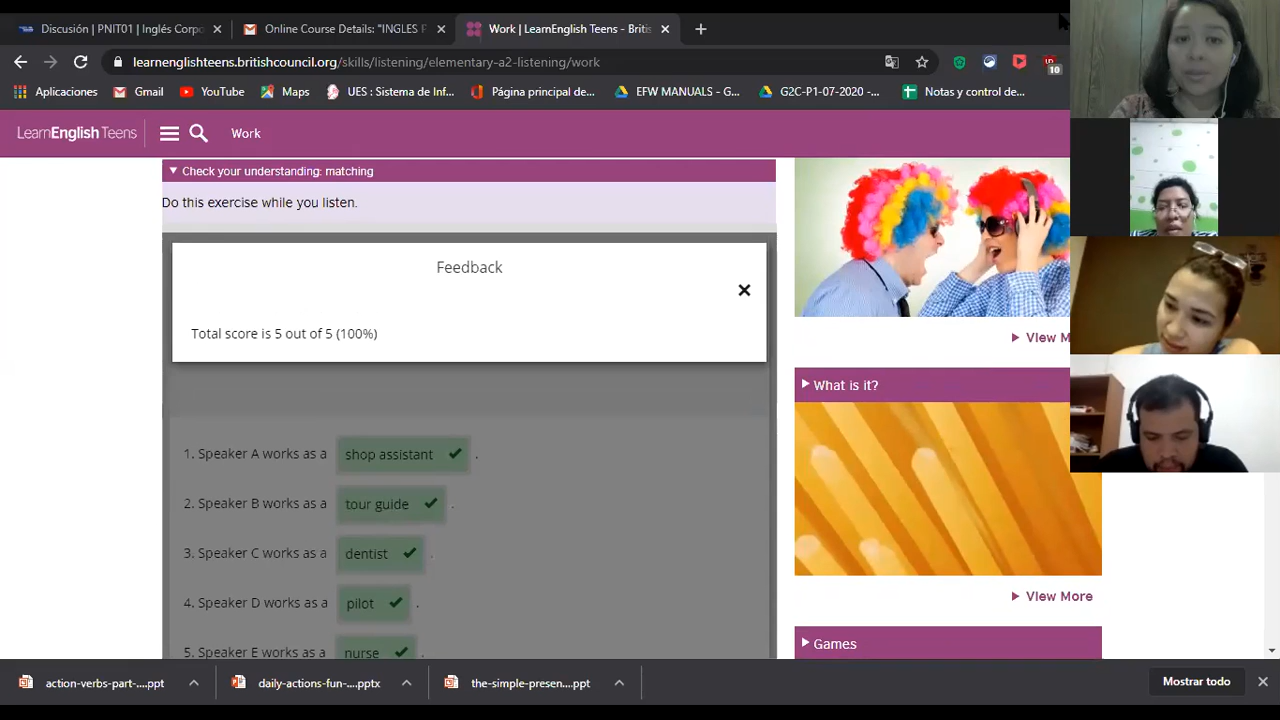 Discusión | PNIT01 | Inglés Corpo
Online Course Details: "INGLES P
Work | LearnEnglish Teens - Britis
learnenglishteens.britishcouncil.org/skills/listening/elementary-a2-listening/work
10
Aplicaciones
Gmail
YouTube
Maps
UES : Sistema de Inf...
Página principal de...
EFW MANUALS - G...
G2C-P1-07-2020 -...
Notas y control de...
LearnEnglish Teens
Work
Check your understanding: matching
Do this exercise while you listen.
Feedback
Total score is 5 out of 5 (100%)
1. Speaker A works as a shop assistant .
2. Speaker B works as a tour guide .
3. Speaker C works as a dentist .
4. Speaker D works as a pilot .
5. Speaker E works as a nurse .
View M
What is it?
View More
Games
action-verbs-part-....ppt
daily-actions-fun-....pptx
the-simple-presen....ppt
Mostrar todo